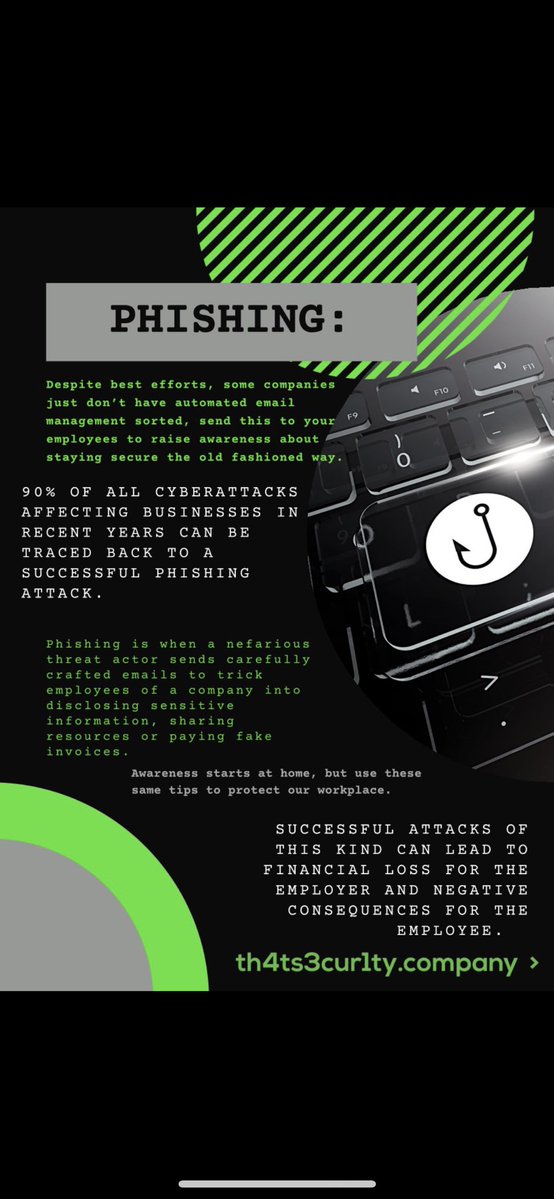 PHISHING:
Despite best efforts, some companies
just don’t have automated email
management sorted, send this to your
employees to raise awareness about
staying secure the old fashioned way.
90% OF ALL CYBERATTACKS
AFFECTING BUSINESSES IN
RECENT YEARS CAN BE
TRACED BACK TO A
SUCCESSFUL PHISHING
ATTACK.
Phishing is when a nefarious
threat actor sends carefully
crafted emails to trick
employees of a company into
disclosing sensitive
information, sharing
resources or paying fake
invoices.
Awareness starts at home, but use these
same tips to protect our workplace.
SUCCESSFUL ATTACKS OF
THIS KIND CAN LEAD TO
FINANCIAL LOSS FOR THE
EMPLOYER AND NEGATIVE
CONSEQUENCES FOR THE
EMPLOYEE.
th4ts3cur1ty.company >
F9
F10
F11
)
0
9
L
>
.